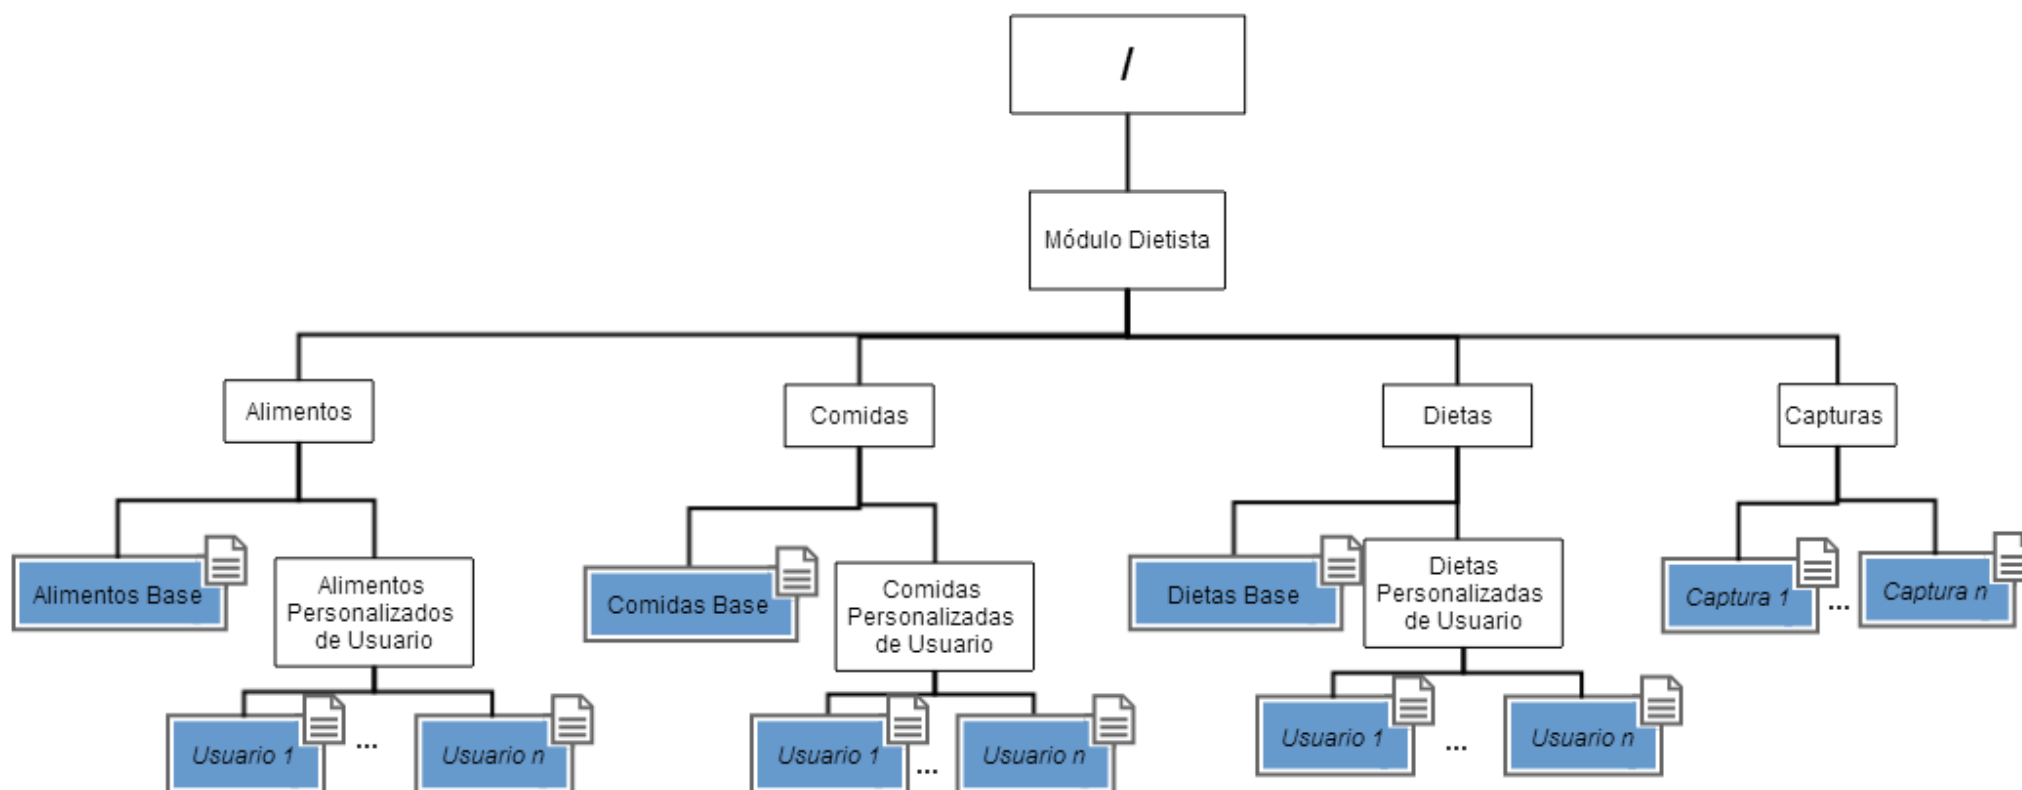 /
Módulo Dietista
Alimentos
Comidas
Dietas
Capturas
Alimentos Base
Alimentos
Personalizados
de Usuario
Comidas Base
Comidas
Personalizadas
de Usuario
Dietas Base
Dietas
Personalizadas
de Usuario
Captura 1
...
Captura n
Usuario 1
...
Usuario n
Usuario 1
...
Usuario n
Usuario 1
...
Usuario n